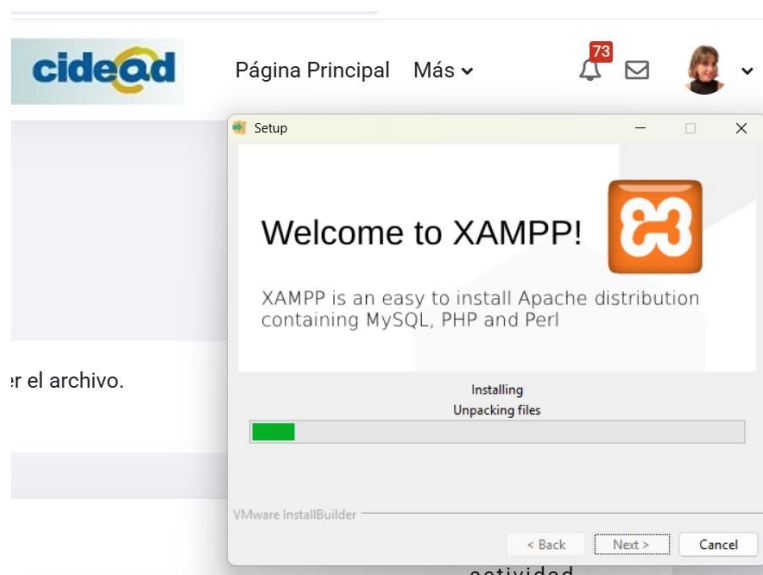 cidead
Página Principal Más
73
Setup
Welcome to XAMPP!
XAMPP is an easy to install Apache distribution
containing MySQL, PHP and Perl
er el archivo.
Installing
Unpacking files
VMware InstallBuilder
< Back Next > Cancel
actividad